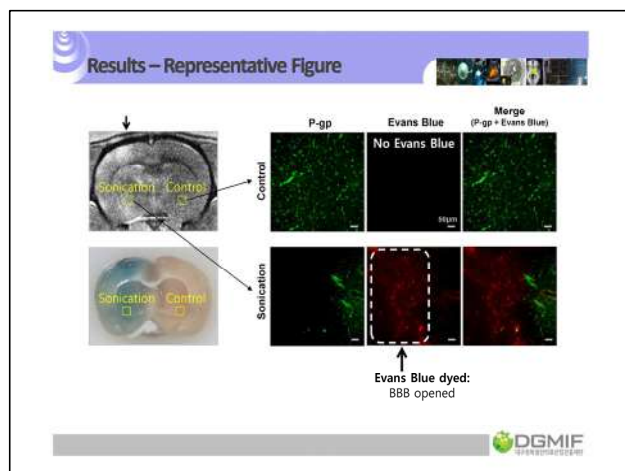 Results – Representative Figure
P-gp
Evans Blue
Merge
(P-gp + Evans Blue)
Sonication
Control
Control
No Evans Blue
50μm
Sonication
Control
Sonication
Evans Blue dyed:
BBB opened
DGMIF